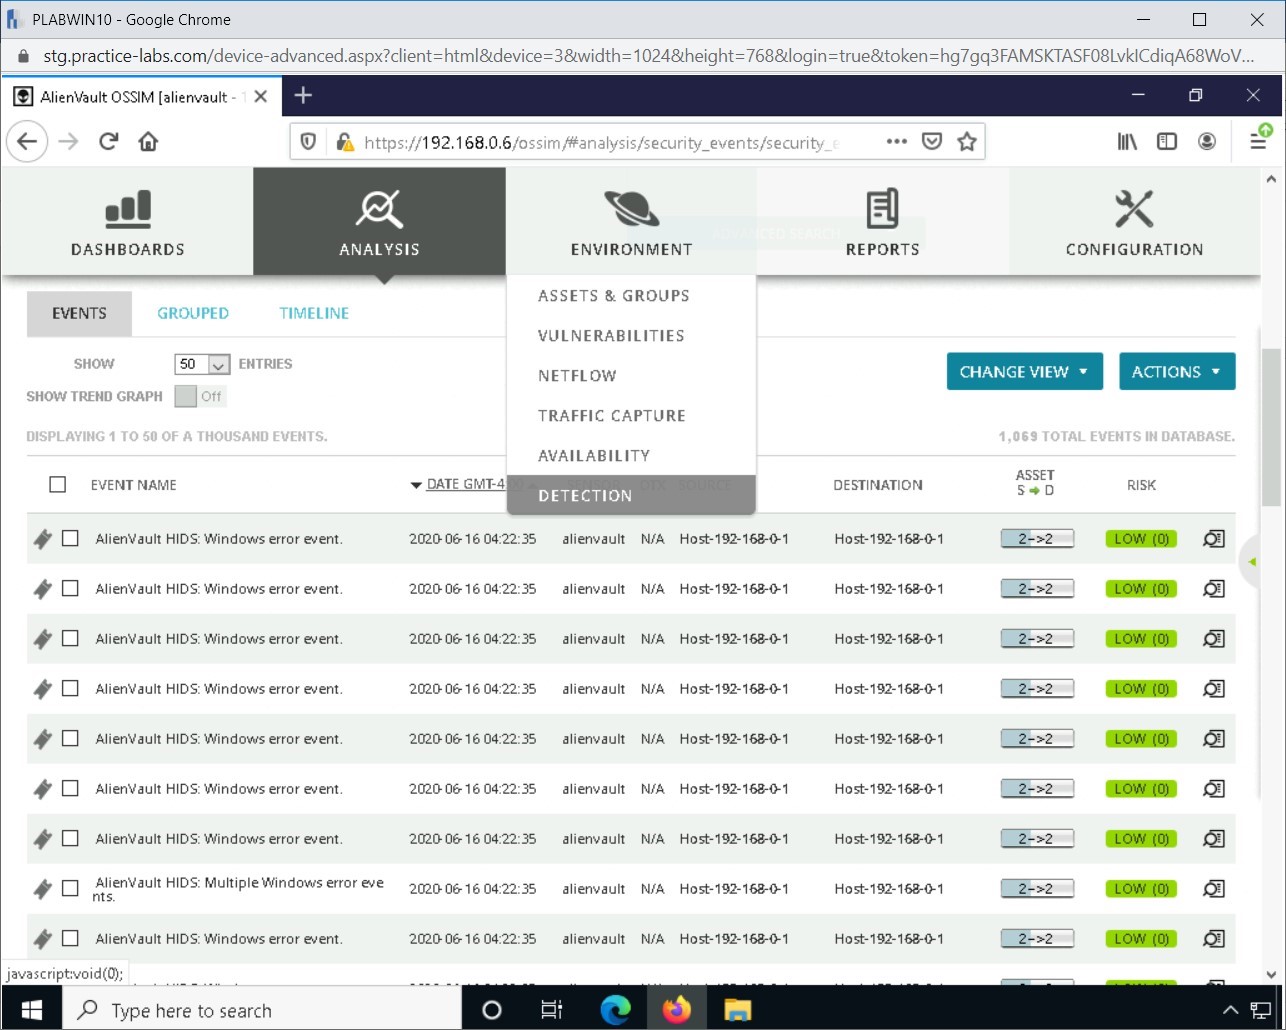 PLABWIN10 - Google Chrome
stg.practice-labs.com/device-advanced.aspx?client=html&device=3&width=1024&height=768&login=true&token=hg7gq3FAMSKTASF08LvkICdiqA68WoV...
AlienVault OSSIM [alienvault - 1
https://192.168.0.6/ossim/#analysis/security_events/security_e
DASHBOARDS ANALYSIS ENVIRONMENT REPORTS CONFIGURATION
ADVANCED SEARCH
ASSETS & GROUPS
VULNERABILITIES
NETFLOW
TRAFFIC CAPTURE
AVAILABILITY
DETECTION
EVENTS GROUPED TIMELINE
SHOW 50 ENTRIES
CHANGE VIEW ACTIONS
SHOW TREND GRAPH Off
DISPLAYING 1 TO 50 OF A THOUSAND EVENTS. 1,069 TOTAL EVENTS IN DATABASE.
EVENT NAME DATE GMT-4:00 SENSOR OTX SOURCE DESTINATION ASSET S → D RISK
AlienVault HIDS: Windows error event. 2020-06-16 04:22:35 alienvault N/A Host-192-168-0-1 Host-192-168-0-1 2->2 LOW (0)
AlienVault HIDS: Windows error event. 2020-06-16 04:22:35 alienvault N/A Host-192-168-0-1 Host-192-168-0-1 2->2 LOW (0)
AlienVault HIDS: Windows error event. 2020-06-16 04:22:35 alienvault N/A Host-192-168-0-1 Host-192-168-0-1 2->2 LOW (0)
AlienVault HIDS: Windows error event. 2020-06-16 04:22:35 alienvault N/A Host-192-168-0-1 Host-192-168-0-1 2->2 LOW (0)
AlienVault HIDS: Windows error event. 2020-06-16 04:22:35 alienvault N/A Host-192-168-0-1 Host-192-168-0-1 2->2 LOW (0)
AlienVault HIDS: Windows error event. 2020-06-16 04:22:35 alienvault N/A Host-192-168-0-1 Host-192-168-0-1 2->2 LOW (0)
AlienVault HIDS: Windows error event. 2020-06-16 04:22:35 alienvault N/A Host-192-168-0-1 Host-192-168-0-1 2->2 LOW (0)
AlienVault HIDS: Multiple Windows error eve
nts. 2020-06-16 04:22:35 alienvault N/A Host-192-168-0-1 Host-192-168-0-1 2->2 LOW (0)
AlienVault HIDS: Windows error event. 2020-06-16 04:22:35 alienvault N/A Host-192-168-0-1 Host-192-168-0-1 2->2 LOW (0)
javascript:void(0);
Type here to search